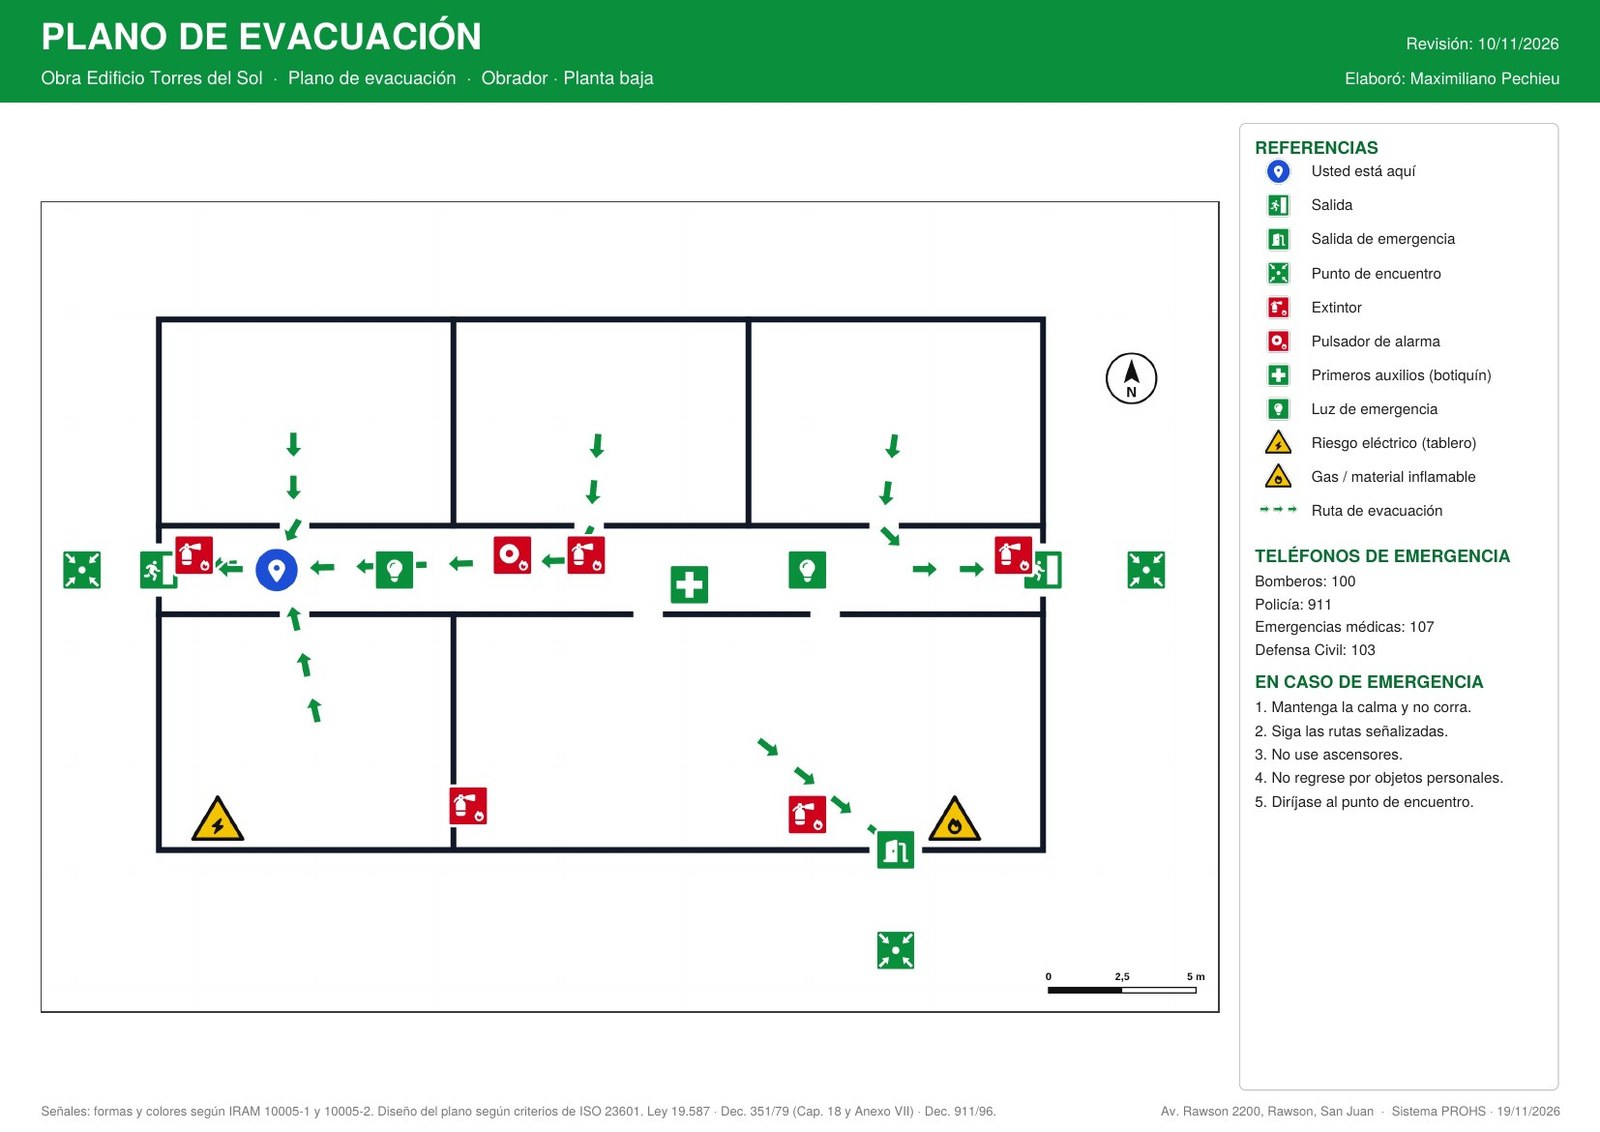 PLANO DE EVACUACIÓN
Obra Edificio Torres del Sol · Plano de evacuación · Obrador · Planta baja
Revisión: 10/11/2026
Elaboró: Maximiliano Pechieu
N
0 2,5 5 m
REFERENCIAS
Usted está aquí
Salida
Salida de emergencia
Punto de encuentro
Extintor
Pulsador de alarma
Primeros auxilios (botiquín)
Luz de emergencia
Riesgo eléctrico (tablero)
Gas / material inflamable
Ruta de evacuación
TELÉFONOS DE EMERGENCIA
Bomberos: 100
Policía: 911
Emergencias médicas: 107
Defensa Civil: 103
EN CASO DE EMERGENCIA
1. Mantenga la calma y no corra.
2. Siga las rutas señalizadas.
3. No use ascensores.
4. No regrese por objetos personales.
5. Diríjase al punto de encuentro.
Señales: formas y colores según IRAM 10005-1 y 10005-2. Diseño del plano según criterios de ISO 23601. Ley 19.587 · Dec. 351/79 (Cap. 18 y Anexo VII) · Dec. 911/96.
Av. Rawson 2200, Rawson, San Juan · Sistema PROHS · 19/11/2026